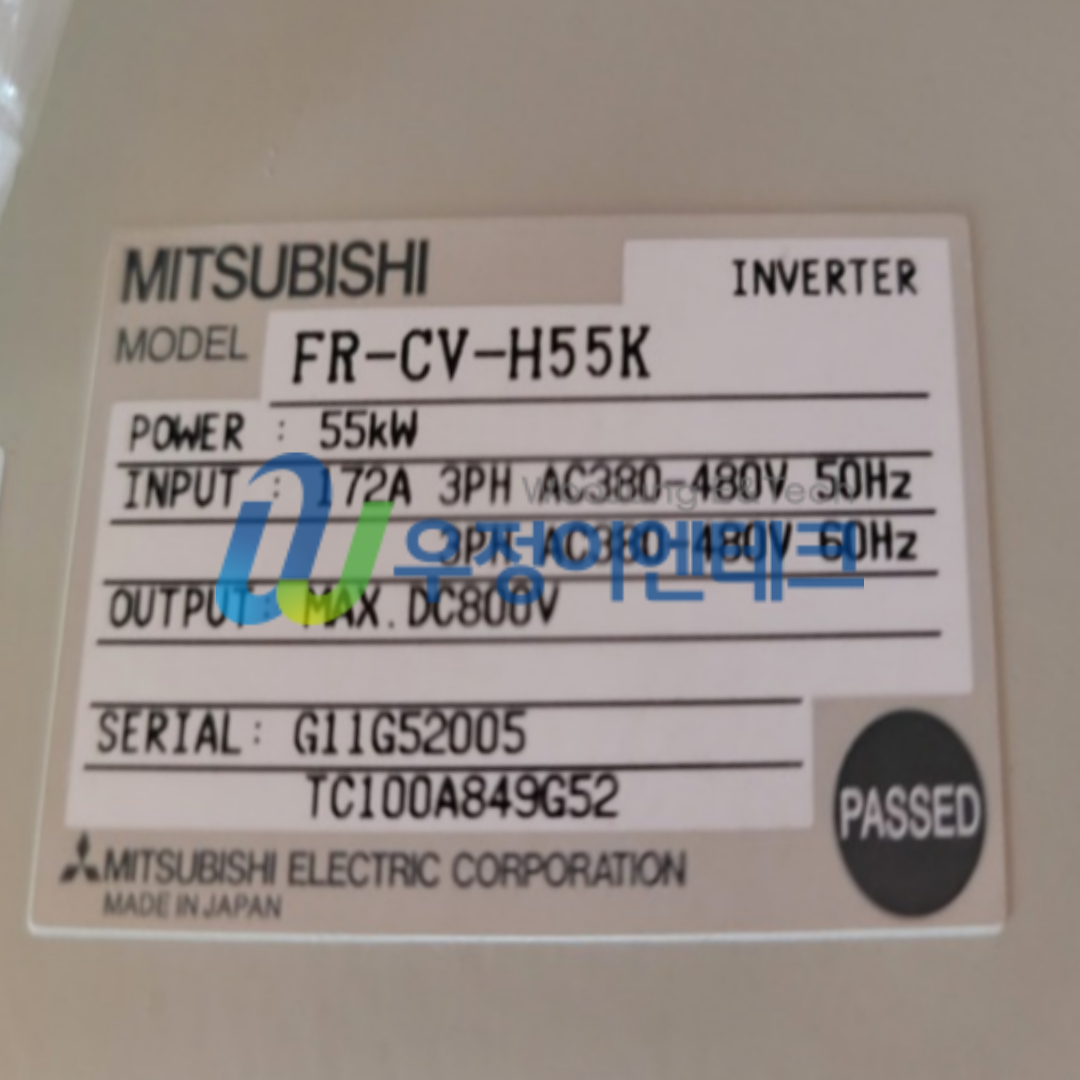 MITSUBISHI
INVERTER
MODEL FR-CV-H55K
POWER : 55kW
INPUT : 172A 3PH AC380-480V 50Hz
3PH AC380-480V 60Hz
우정이엔테크
OUTPUT: MAX. DC800V
SERIAL: G11G52005
TC100A849G52
PASSED
MITSUBISHI ELECTRIC CORPORATION
MADE IN JAPAN